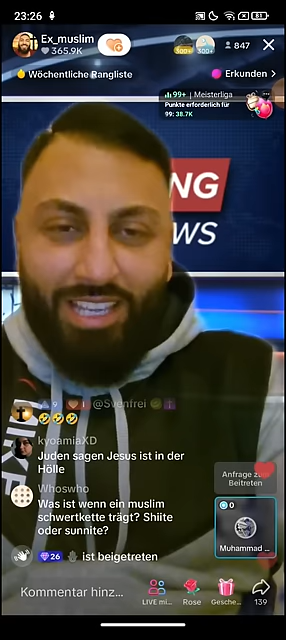 23:26
81
Ex_muslim
365.9K
300+
300+
847
Wöchentliche Rangliste
Erkunden
99+ | Meisterliga
Punkte erforderlich für
99: 38.7K
NG
WS
@Svenfrei
kyoamiaXD
Juden sagen Jesus ist in der
Hölle
Whoswho
Was ist wenn ein muslim
schwertkette trägt? Shiite
oder sunnite?
26 ist beigetreten
Anfrage zu
Beitreten
0
Muhammad ...
Kommentar hinz...
LIVE mi...
Rose
Gesche...
139